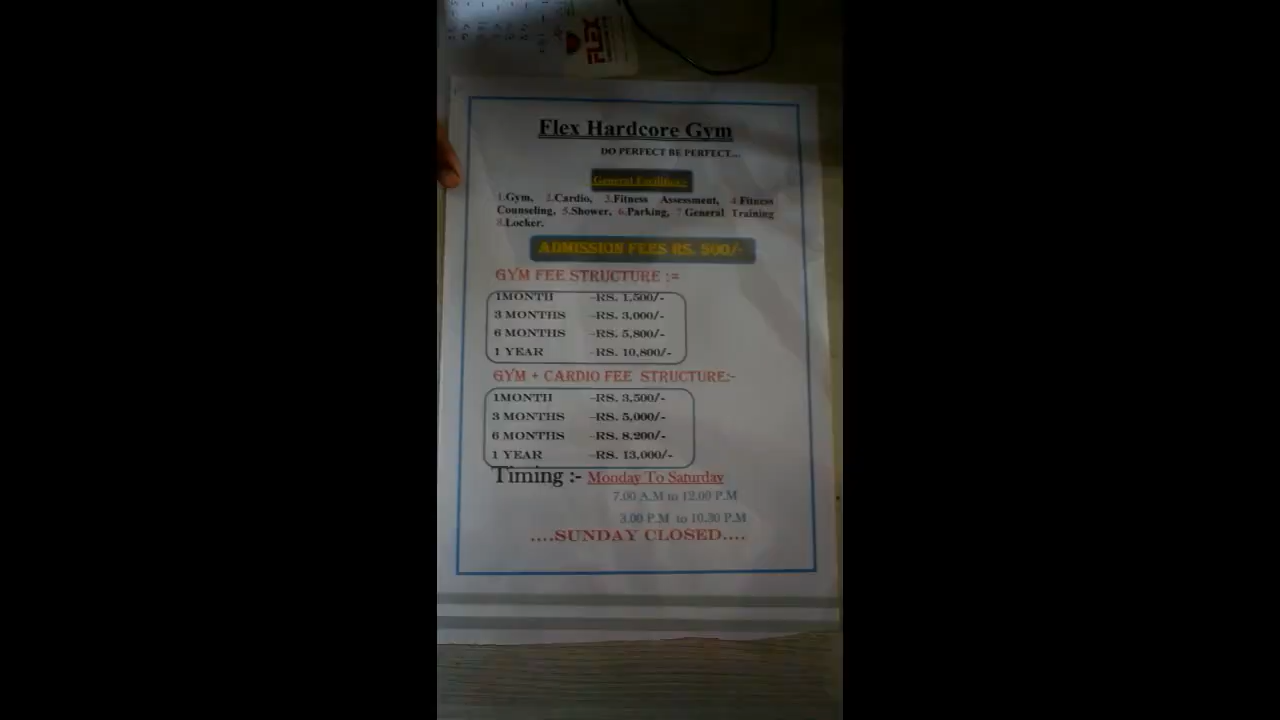 FLEX
Flex Hardcore Gym
DO PERFECT BE PERFECT...
General Facilities:-
1.Gym, 2.Cardio, 3.Fitness Assessment, 4.Fitness
Counseling, 5.Shower, 6.Parking, 7.General Training
8.Locker.
ADMISSION FEES RS. 500/-
GYM FEE STRUCTURE :=
1MONTH –RS. 1,500/-
3 MONTHS –RS. 3,000/-
6 MONTHS –RS. 5,800/-
1 YEAR –RS. 10,800/-
GYM + CARDIO FEE STRUCTURE:-
1MONTH –RS. 3,500/-
3 MONTHS –RS. 5,000/-
6 MONTHS –RS. 8,200/-
1 YEAR –RS. 13,000/-
Timing :- Monday To Saturday
7.00 A.M to 12.00 P.M
3.00 P.M to 10.30 P.M
....SUNDAY CLOSED....